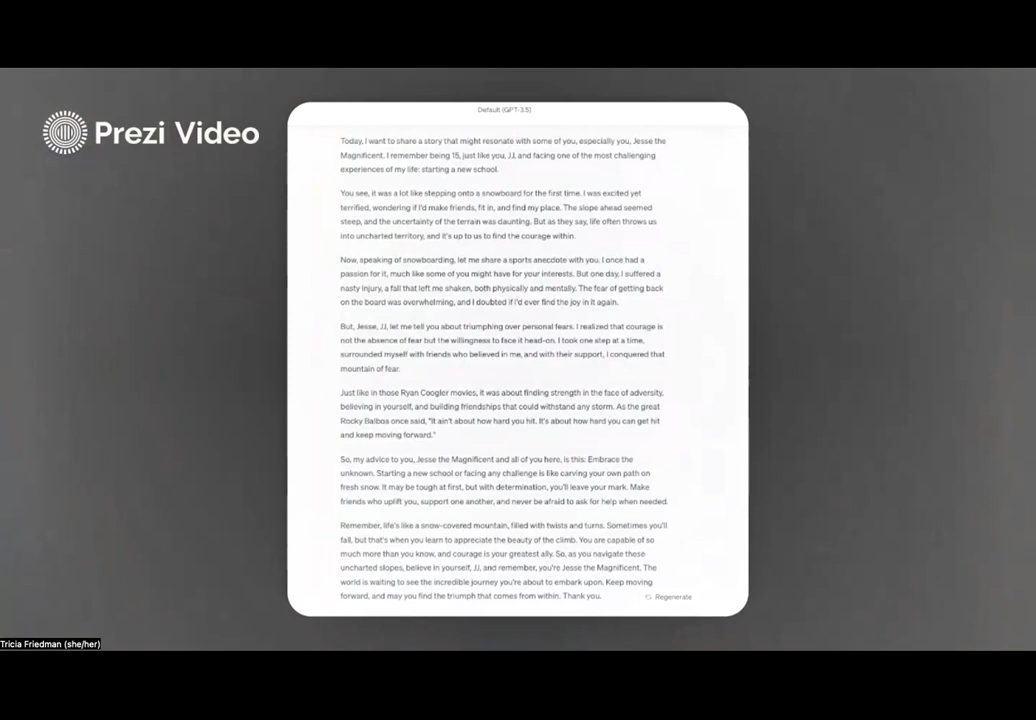 Default (GPT-3.5)
Prezi Video
Today, I want to share a story that might resonate with some of you, especially you, Jesse the
Magnificent. I remember being 15, just like you, JJ, and facing one of the most challenging
experiences of my life: starting a new school.
You see, it was a lot like stepping onto a snowboard for the first time. I was excited yet
terrified, wondering if I'd make friends, fit in, and find my place. The slope ahead seemed
steep, and the uncertainty of the terrain was daunting. But as they say, life often throws us
into uncharted territory, and it's up to us to find the courage within.
Now, speaking of snowboarding, let me share a sports anecdote with you. I once had a
passion for it, much like some of you might have for your interests. But one day, I suffered a
nasty injury, a fall that left me shaken, both physically and mentally. The fear of getting back
on the board was overwhelming, and I doubted if I'd ever find the joy in it again.
But, Jesse, JJ, let me tell you about triumphing over personal fears. I realized that courage is
not the absence of fear but the willingness to face it head-on. I took one step at a time,
surrounded myself with friends who believed in me, and with their support, I conquered that
mountain of fear.
Just like in those Ryan Coogler movies, it was about finding strength in the face of adversity,
believing in yourself, and building friendships that could withstand any storm. As the great
Rocky Balboa once said, "It ain't about how hard you hit. It's about how hard you can get hit
and keep moving forward."
So, my advice to you, Jesse the Magnificent and all of you here, is this: Embrace the
unknown. Starting a new school or facing any challenge is like carving your own path on
fresh snow. It may be tough at first, but with determination, you'll leave your mark. Make
friends who uplift you, support one another, and never be afraid to ask for help when needed.
Remember, life's like a snow-covered mountain, filled with twists and turns. Sometimes you'll
fall, but that's when you learn to appreciate the beauty of the climb. You are capable of so
much more than you know, and courage is your greatest ally. So, as you navigate these
uncharted slopes, believe in yourself, JJ, and remember, you're Jesse the Magnificent. The
world is waiting to see the incredible journey you're about to embark upon. Keep moving
forward, and may you find the triumph that comes from within. Thank you.
Regenerate
Tricia Friedman (she/her)